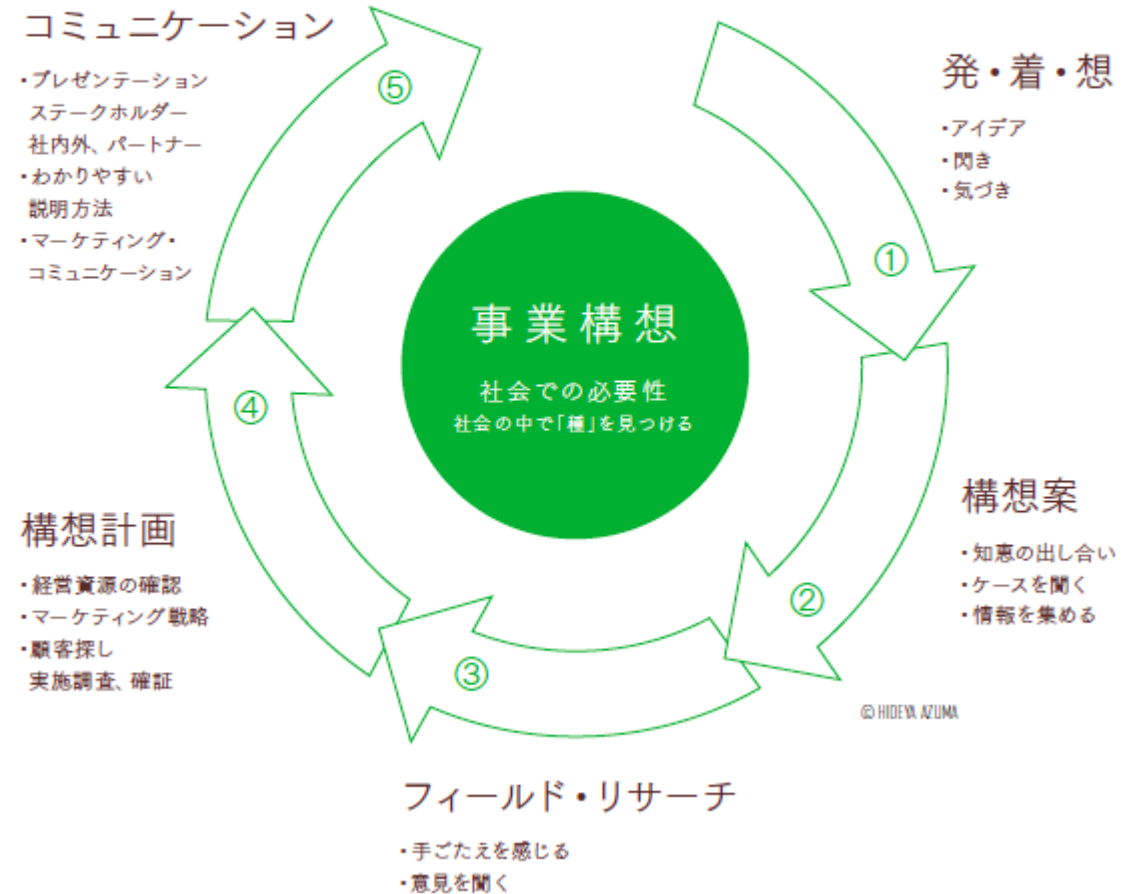 コミュニケーション
・プレゼンテーション
ステークホルダー
社内外、パートナー
・わかりやすい
説明方法
・マーケティング・
コミュニケーション
⑤
発・着・想
・アイデア
・閃き
・気づき
①
事業構想
社会での必要性
社会の中で「種」を見つける
④
構想案
・知恵の出し合い
・ケースを聞く
・情報を集める
②
構想計画
・経営資源の確認
・マーケティング戦略
・顧客探し
実施調査、確証
③
© HIDEYA AZUMA
フィールド・リサーチ
・手ごたえを感じる
・意見を聞く